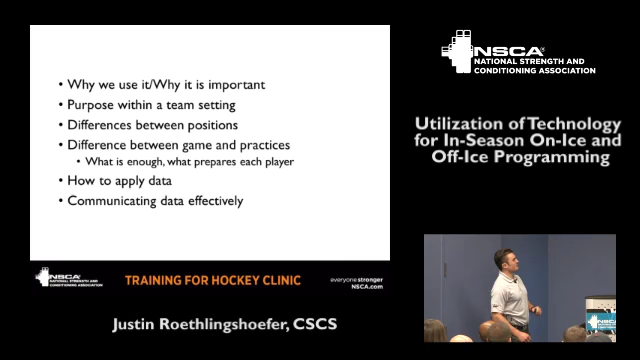 • Why we use it/Why it is important
• Purpose within a team setting
• Differences between positions
• Difference between game and practices
• What is enough, what prepares each player
• How to apply data
• Communicating data effectively
NSCA
NATIONAL STRENGTH AND
CONDITIONING ASSOCIATION
TRAINING FOR HOCKEY CLINIC
everyone stronger
NSCA.com
Justin Roethlingshoefer, CSCS
NSCA
NATIONAL STRENGTH AND
CONDITIONING ASSOCIATION
Utilization of Technology
for In-Season On-Ice and
Off-Ice Programming
NSCA